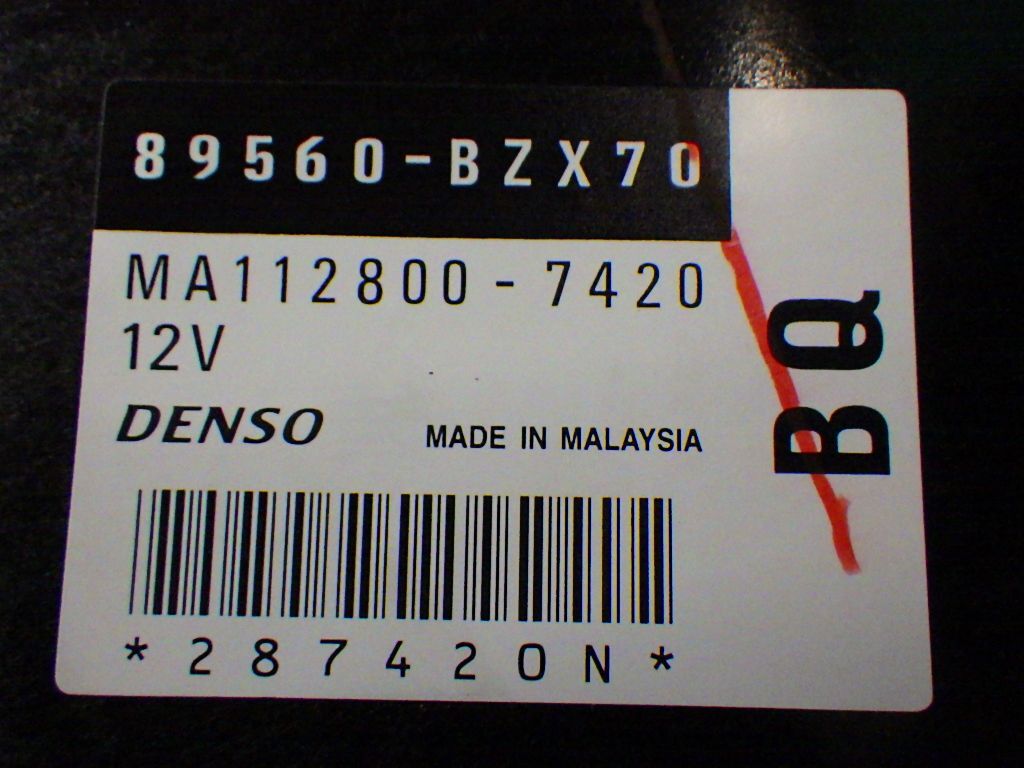 89560-BZX70
MA112800-7420
12V
DENSO
MADE IN MALAYSIA
*287420N*
BQ